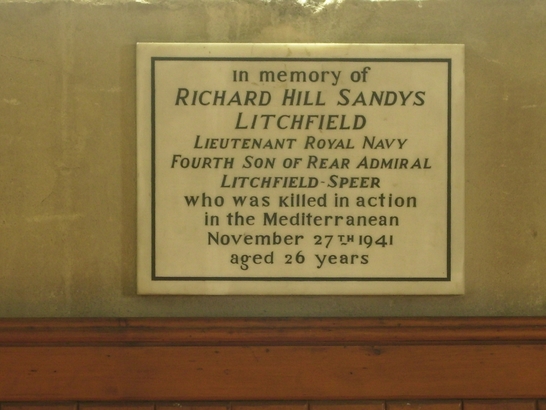 in memory of
RICHARD HILL SANDYS
LITCHFIELD
LIEUTENANT ROYAL NAVY
FOURTH SON OF REAR ADMIRAL
LITCHFIELD-SPEER
who was killed in action
in the Mediterranean
November 27TH 1941
aged 26 years